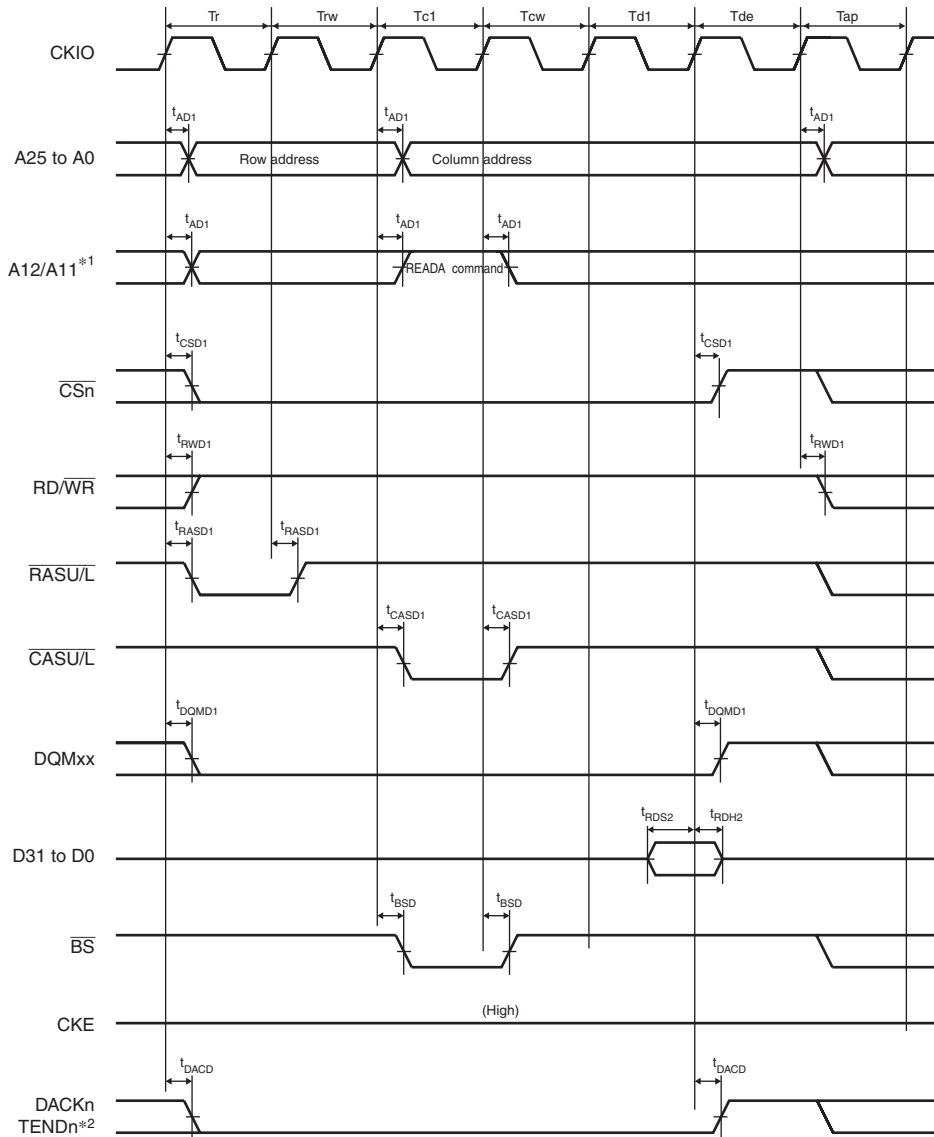 Tr Trw Tc1 Tcw Td1 Tde Tap
CKIO
tAD1 tAD1 tAD1
A25 to A0 Row address Column address
tAD1 tAD1 tAD1
A12/A11*1 READA command
tCSD1 tCSD1
CSn
tRWD1 tRWD1
RD/WR
tRASD1 tRASD1
RASU/L
tCASD1 tCASD1
CASU/L
tDQMD1 tDQMD1
DQMxx
tRDS2 tRDH2
D31 to D0
tBSD tBSD
BS
(High)
CKE
tDACD tDACD
DACKn
TENDn*2